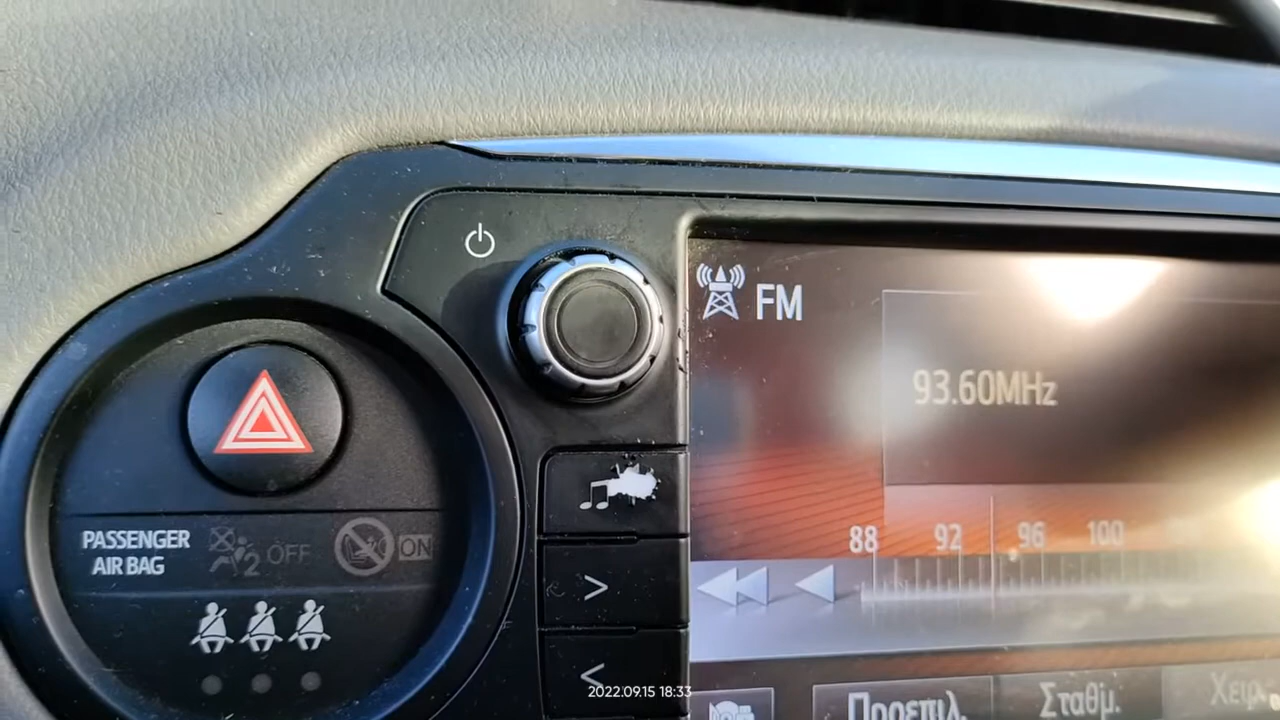 FM
93.60MHz
88 92 96 100
PASSENGER
AIR BAG
2 OFF
ON
>
<
2022.09.15 18:33
Προεπιλ.
Σταθμ.